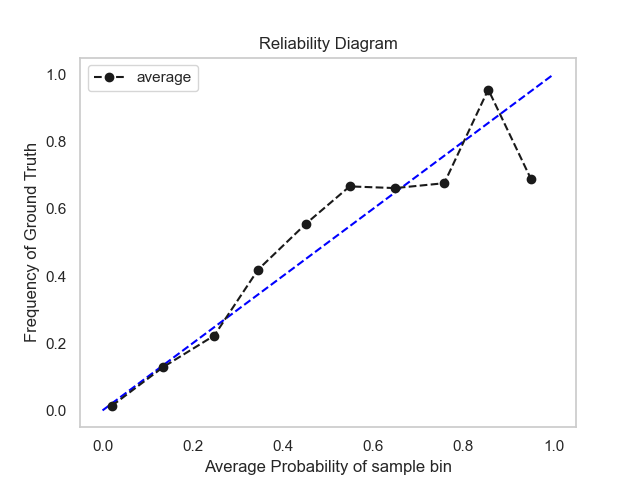 Reliability Diagram
average
Frequency of Ground Truth
1.0
0.8
0.6
0.4
0.2
0.0
0.0 0.2 0.4 0.6 0.8 1.0
Average Probability of sample bin